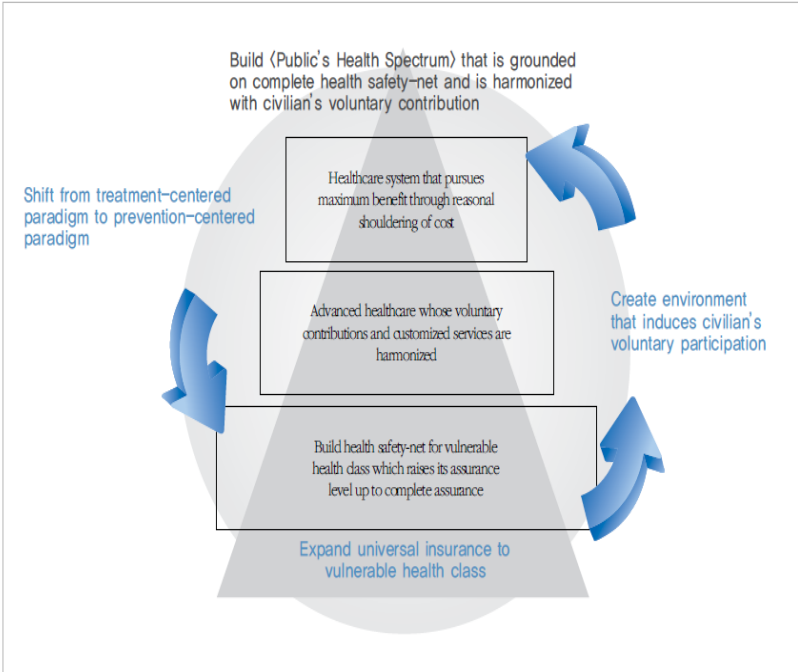 Build〈Public's Health Spectrum〉that is grounded
on complete health safety-net and is harmonized
with civilian's voluntary contribution
Healthcare system that pursues
maximum benefit through reasonal
shouldering of cost
Shift from treatment-centered
paradigm to prevention-centered
paradigm
Advanced healthcare whose voluntary
contributions and customized services are
harmonized
Create environment
that induces civilian's
voluntary participation
Build health safety-net for vulnerable
health class which raises its assurance
level up to complete assurance
Expand universal insurance to
vulnerable health class